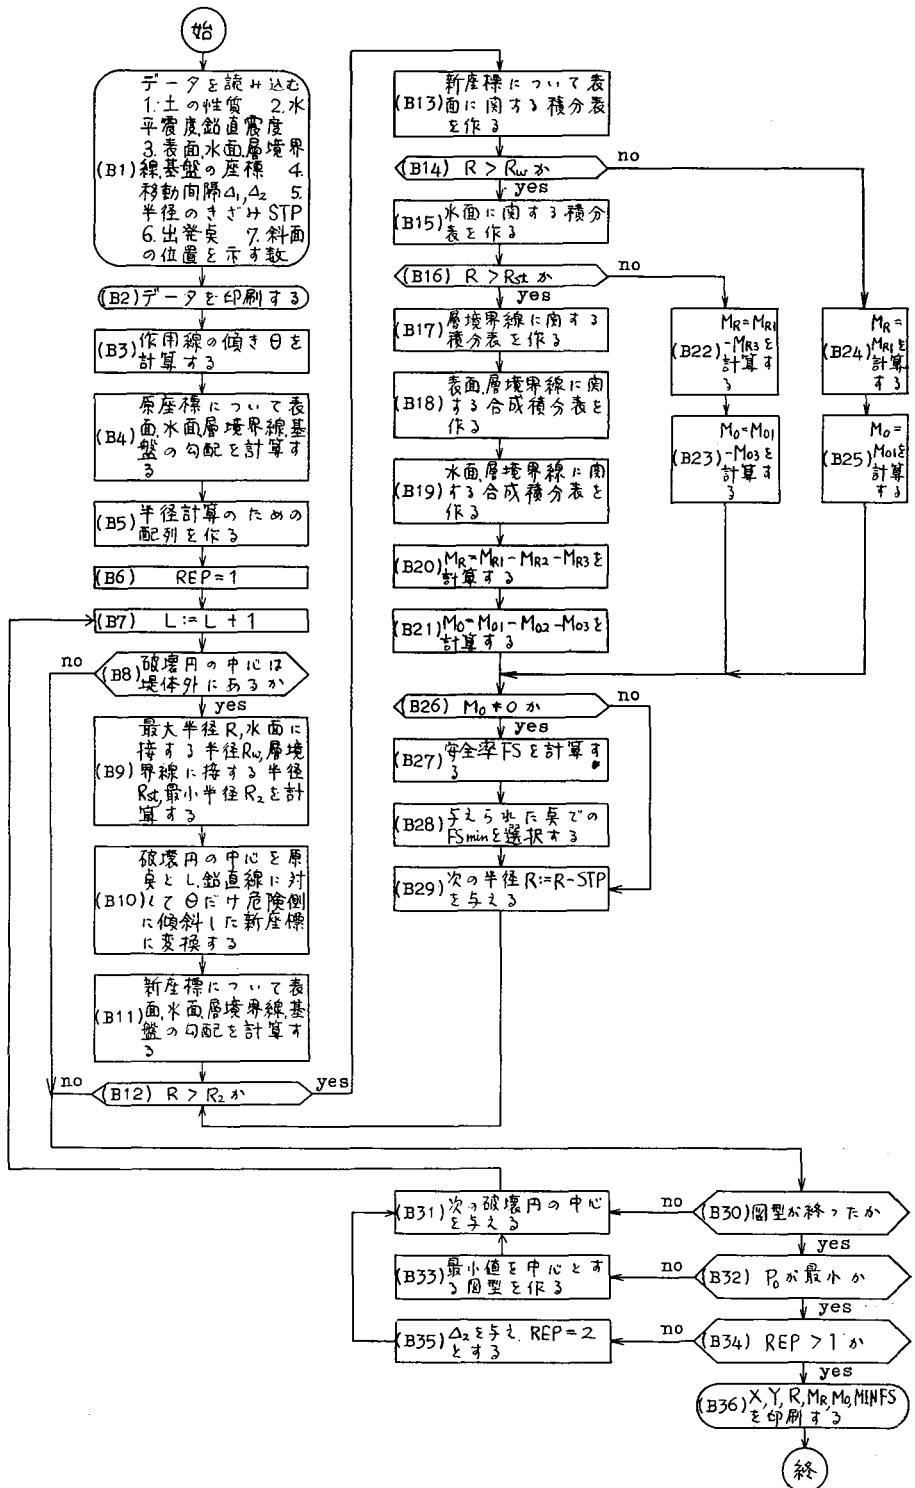 始
データを読み込む
1.土の性質 2.水
平震度,鉛直震度
3.表面,水面,層境界
(B1)線,基盤の座標 4.
移動間隔Δ₁,Δ₂ 5.
半径のきざみSTP
6.出発点 7.斜面
の位置を示す数
(B2)データを印刷する
(B3)作用線の傾きθを
計算する
原座標について表
(B4)面,水面,層境界線,基
盤の勾配を計算す
る
(B5)半径計算のための
配列を作る
(B6) REP=1
(B7) L:=L+1
(B8)破壊円の中心は
堤体外にあるか
no
yes
最大半径R,水面に
接する半径Rw,層境
(B9)界線に接する半径
Rst,最小半径R₂を計
算する
破壊円の中心を原
点とし,鉛直線に対
(B10)してθだけ危険側
に傾斜した新座標
に変換する
新座標について表
(B11)面,水面,層境界線,基
盤の勾配を計算す
る
no
(B12) R>R₂か
yes
新座標について表
(B13)面に関する積分表
を作る
(B14) R>Rwか
no
yes
(B15)水面に関する積分
表を作る
(B16) R>Rstか
no
yes
(B17)層境界線に関する
積分表を作る
表面,層境界線に関
(B18)する合成積分表を
作る
水面,層境界線に関
(B19)する合成積分表を
作る
(B20)M_R=M_R1-M_R2-M_R3を
計算する
(B21)M₀=M₀₁-M₀₂-M₀₃を
計算する
M_R=M_R1
(B22)-M_R3を
計算す
る
M₀=M₀₁
(B23)-M₀₃を
計算す
る
M_R=
(B24)M_R1を
計算す
る
M₀=
(B25)M₀₁を
計算す
る
(B26) M₀≠0か
no
yes
(B27)安全率FSを計算す
る
(B28)与えられた点での
FSminを選択する
(B29)次の半径R:=R-STP
を与える
(B30)図型が終ったか
no
yes
(B31)次の破壊円の中心
を与える
(B32) P₀が最小か
no
yes
(B33)最小値を中心とす
る図型を作る
(B34) REP>1か
no
yes
(B35)Δ₂を与え,REP=2
とする
(B36)X,Y,R,M_R,M₀,MINFS
を印刷する
終